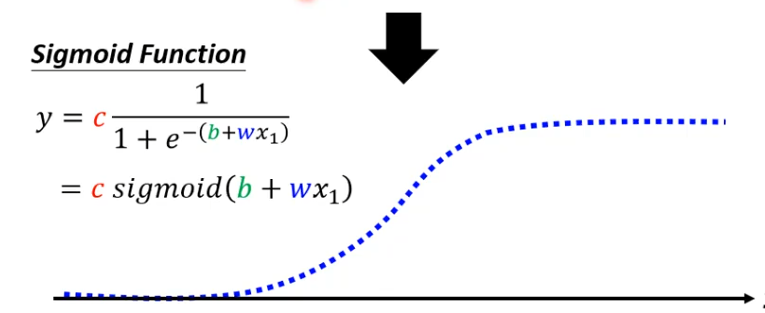 Sigmoid Function
y = c 1 / (1 + e^{-(b+wx₁)})
= c sigmoid(b + wx₁)